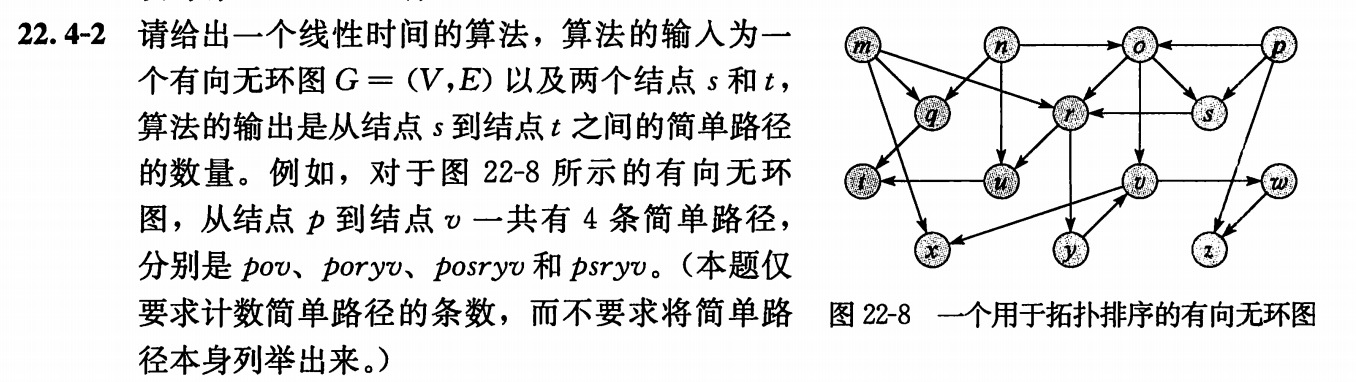 22.4-2 请给出一个线性时间的算法，算法的输入为一
个有向无环图 G＝(V,E) 以及两个结点 s 和 t，
算法的输出是从结点 s 到结点 t 之间的简单路径
的数量。例如，对于图 22-8 所示的有向无环
图，从结点 p 到结点 v 一共有 4 条简单路径，
分别是 pov、poryv、posryv 和 psryv。（本题仅
要求计数简单路径的条数，而不要求将简单路
径本身列举出来。）
m n o p
q r s
t u v w
x y z
图 22-8 一个用于拓扑排序的有向无环图